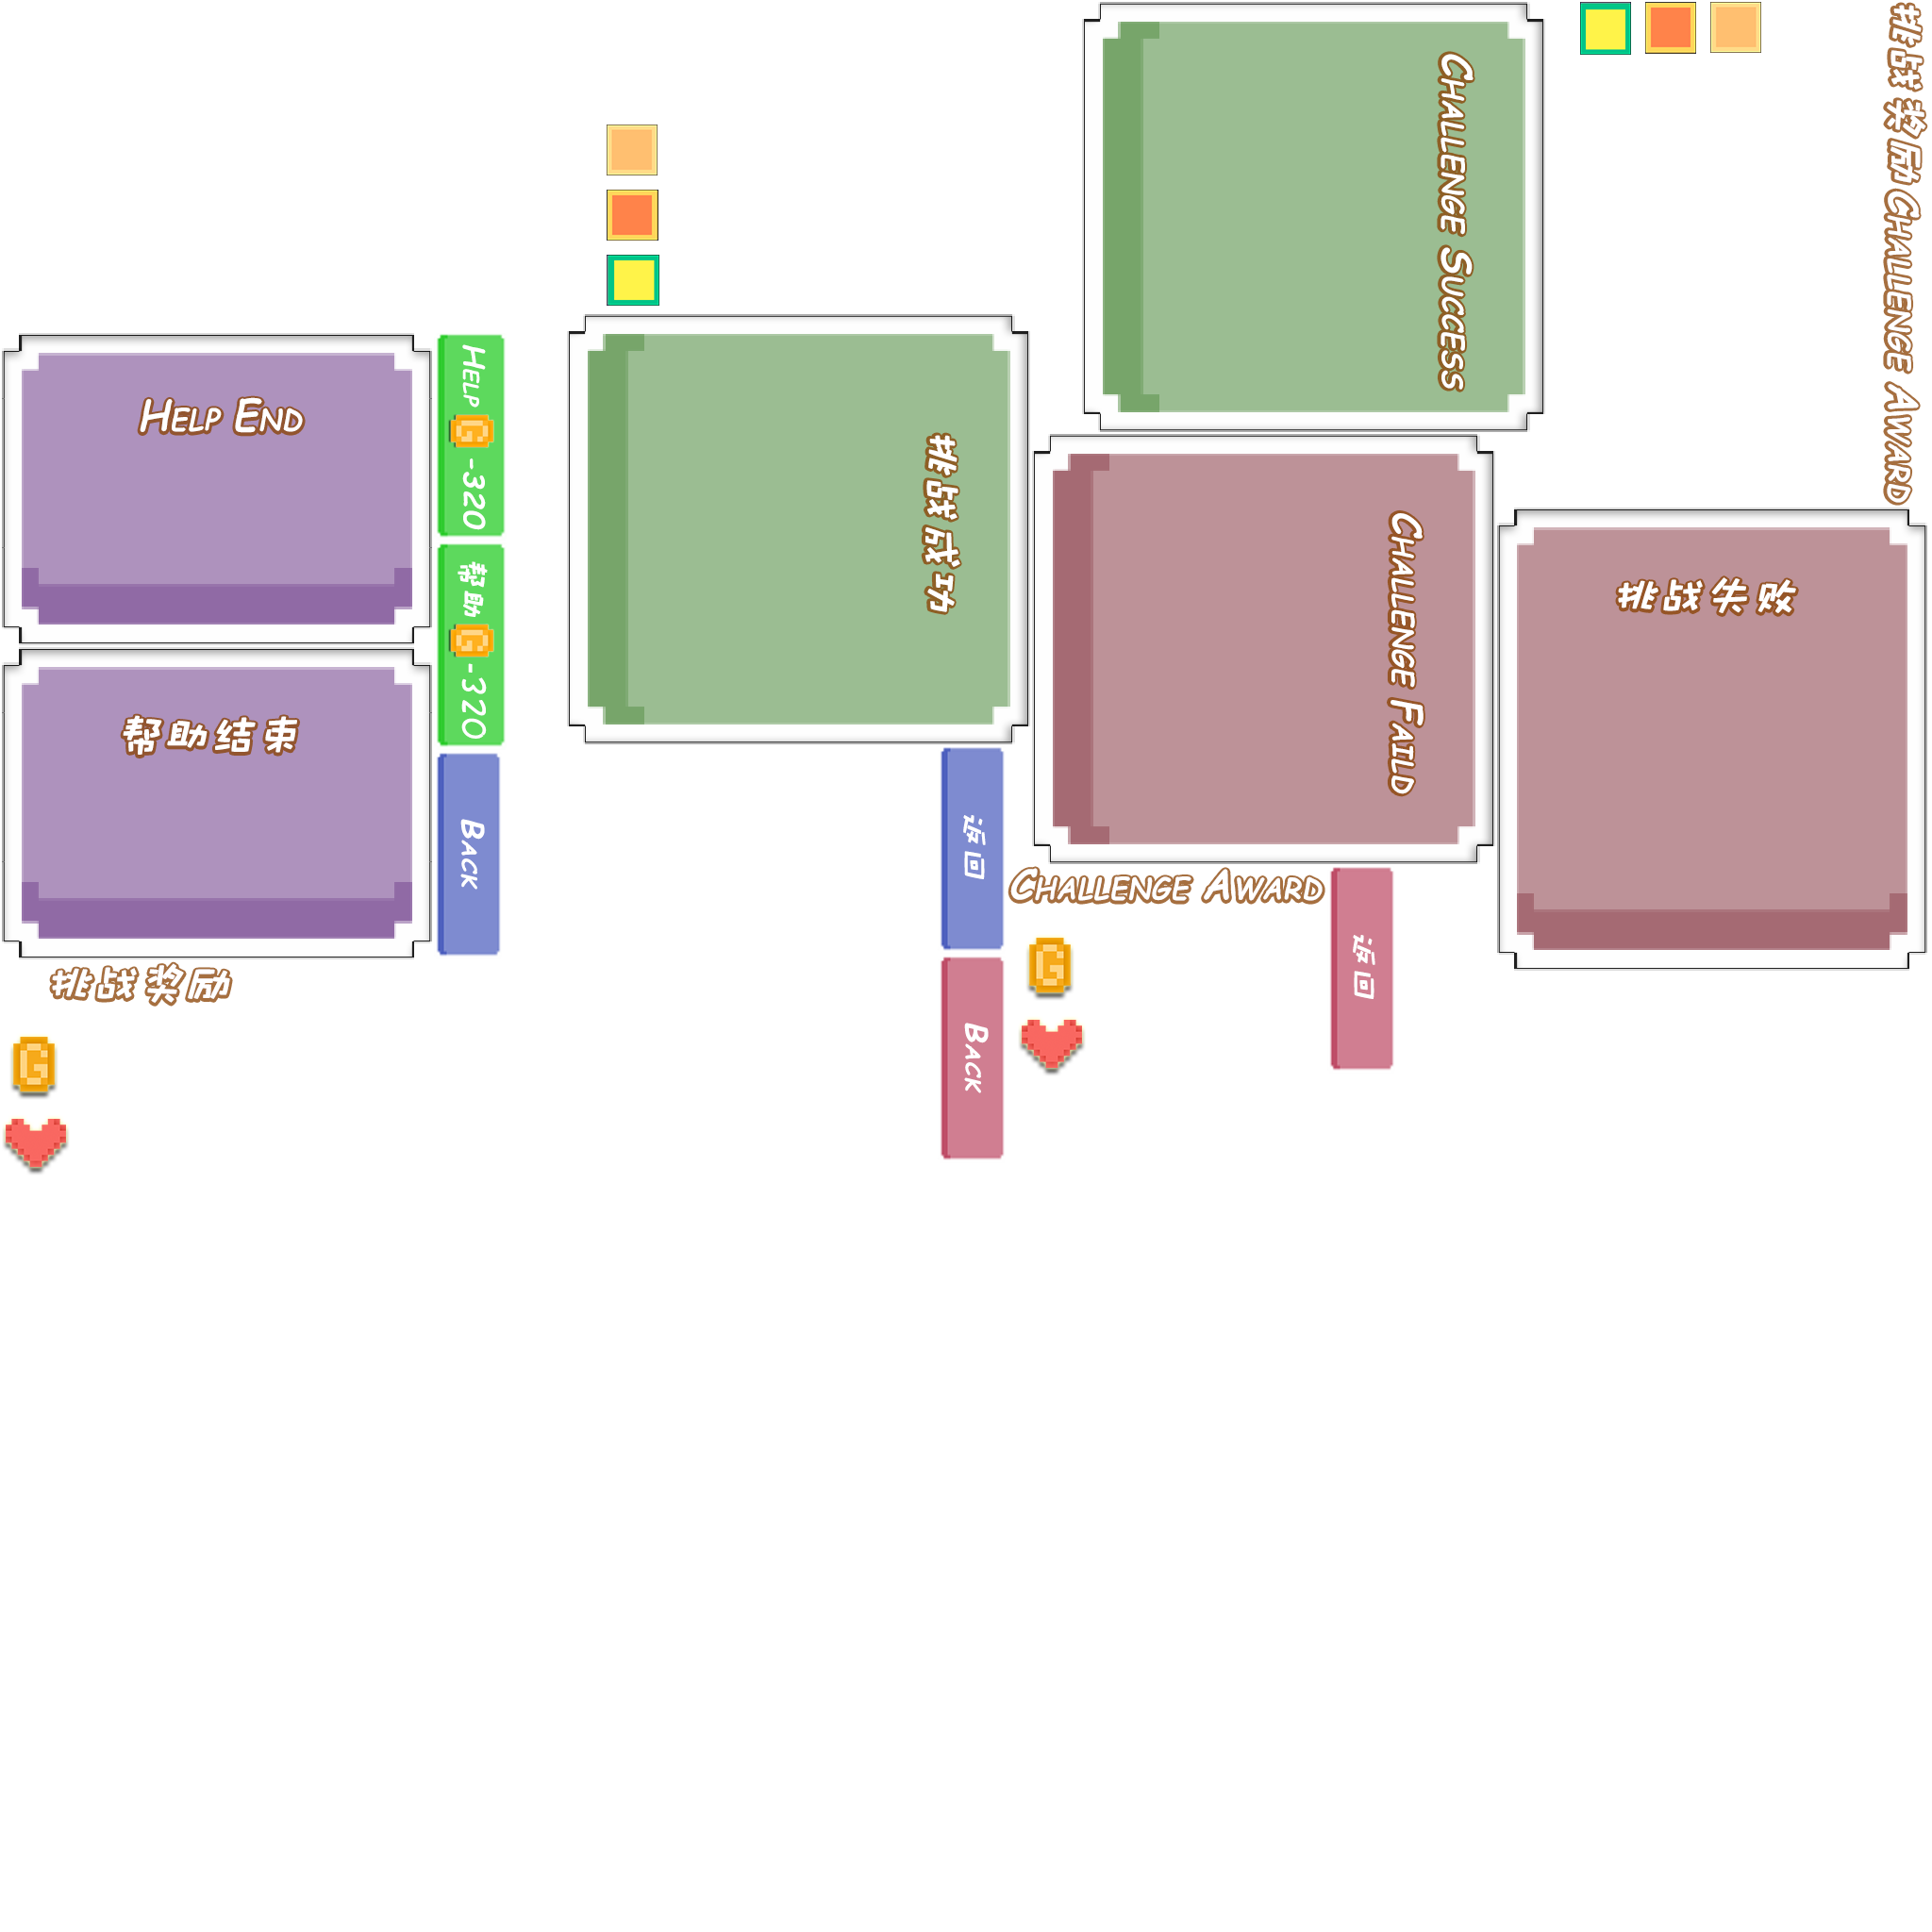 CHALLENGE SUCCESS
挑战奖励 CHALLENGE AWARD
HELP END
HELP G -320
挑战成功
CHALLENGE FAILD
挑战失败
帮助 G -320
帮助结束
BACK
返回
CHALLENGE AWARD
返回
挑战奖励
G
BACK
G